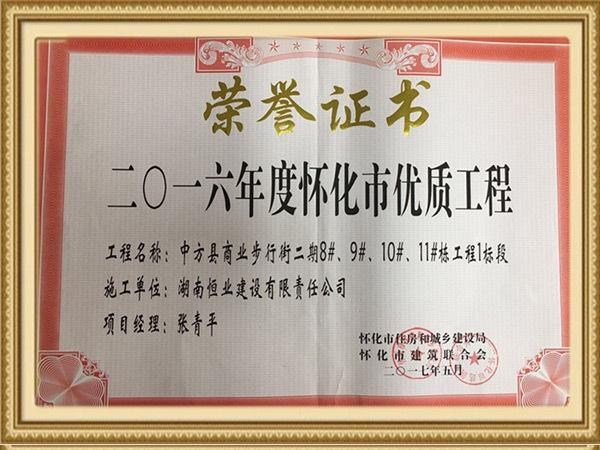 荣誉证书
二〇一六年度怀化市优质工程
工程名称：中方县商业步行街二期8#、9#、10#、11#栋工程1标段
施工单位：湖南恒业建设有限责任公司
项目经理：张青平
怀化市住房和城乡建设局
怀化市建筑联合会
二〇一七年五月